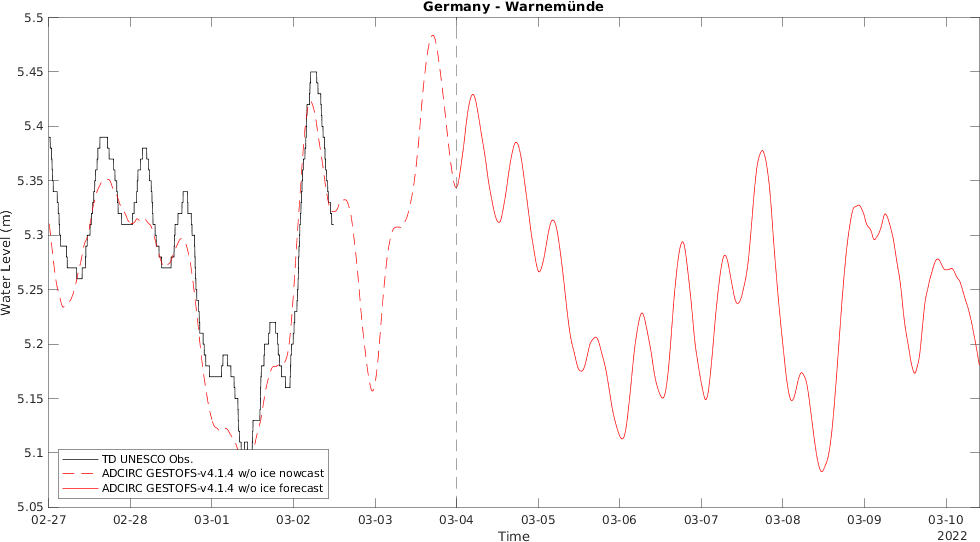 Germany - Warnemünde
5.5
5.45
5.4
5.35
5.3
5.25
5.2
5.15
5.1
5.05
Water Level (m)
TD UNESCO Obs.
ADCIRC GESTOFS-v4.1.4 w/o ice nowcast
ADCIRC GESTOFS-v4.1.4 w/o ice forecast
02-27 02-28 03-01 03-02 03-03 03-04 03-05 03-06 03-07 03-08 03-09 03-10
2022
Time